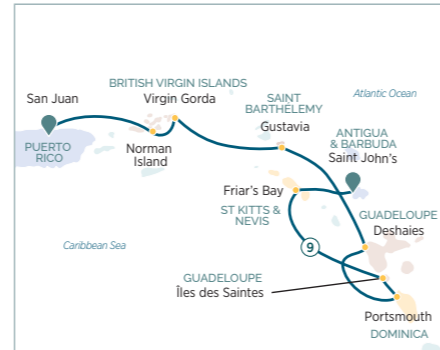 BRITISH VIRGIN ISLANDS
San Juan
Virgin Gorda
Atlantic Ocean
SAINT
BARTHÉLEMY
Gustavia
ANTIGUA
& BARBUDA
Saint John's
PUERTO
RICO
Norman
Island
Friar's Bay
ST KITTS &
NEVIS
GUADELOUPE
Deshaies
Caribbean Sea
9
GUADELOUPE
Îles des Saintes
Portsmouth
DOMINICA